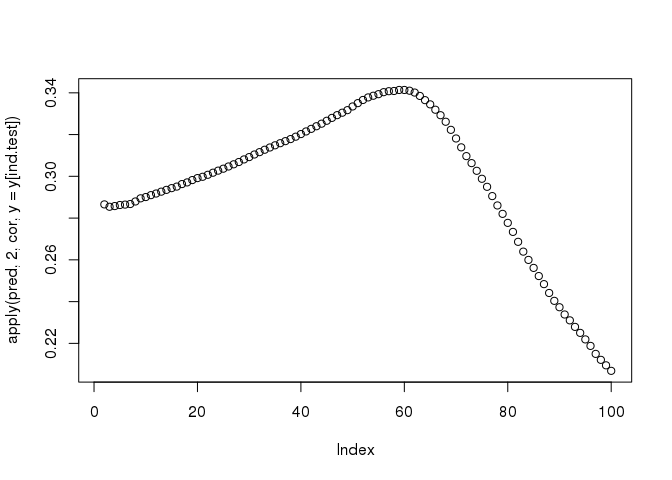 apply(pred, 2, cor, y = y[ind.test])
0.34
0.30
0.26
0.22
0 20 40 60 80 100
Index